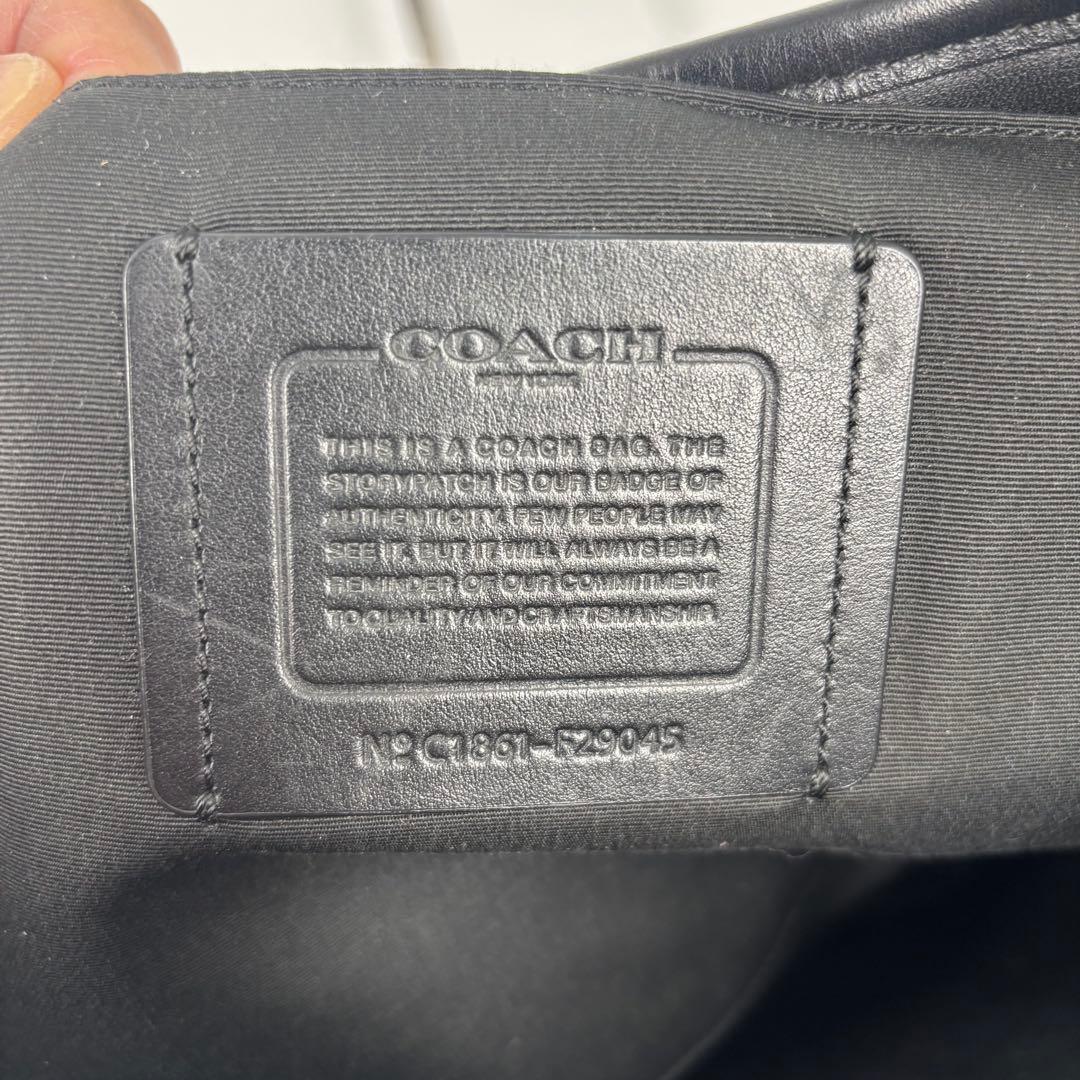 COACH
NEW YORK
THIS IS A COACH BAG. THE
STORYPATCH IS OUR BADGE OF
AUTHENTICITY. FEW PEOPLE MAY
SEE IT, BUT IT WILL ALWAYS BE A
REMINDER OF OUR COMMITMENT
TO QUALITY AND CRAFTSMANSHIP.
Nº C1861-F29045